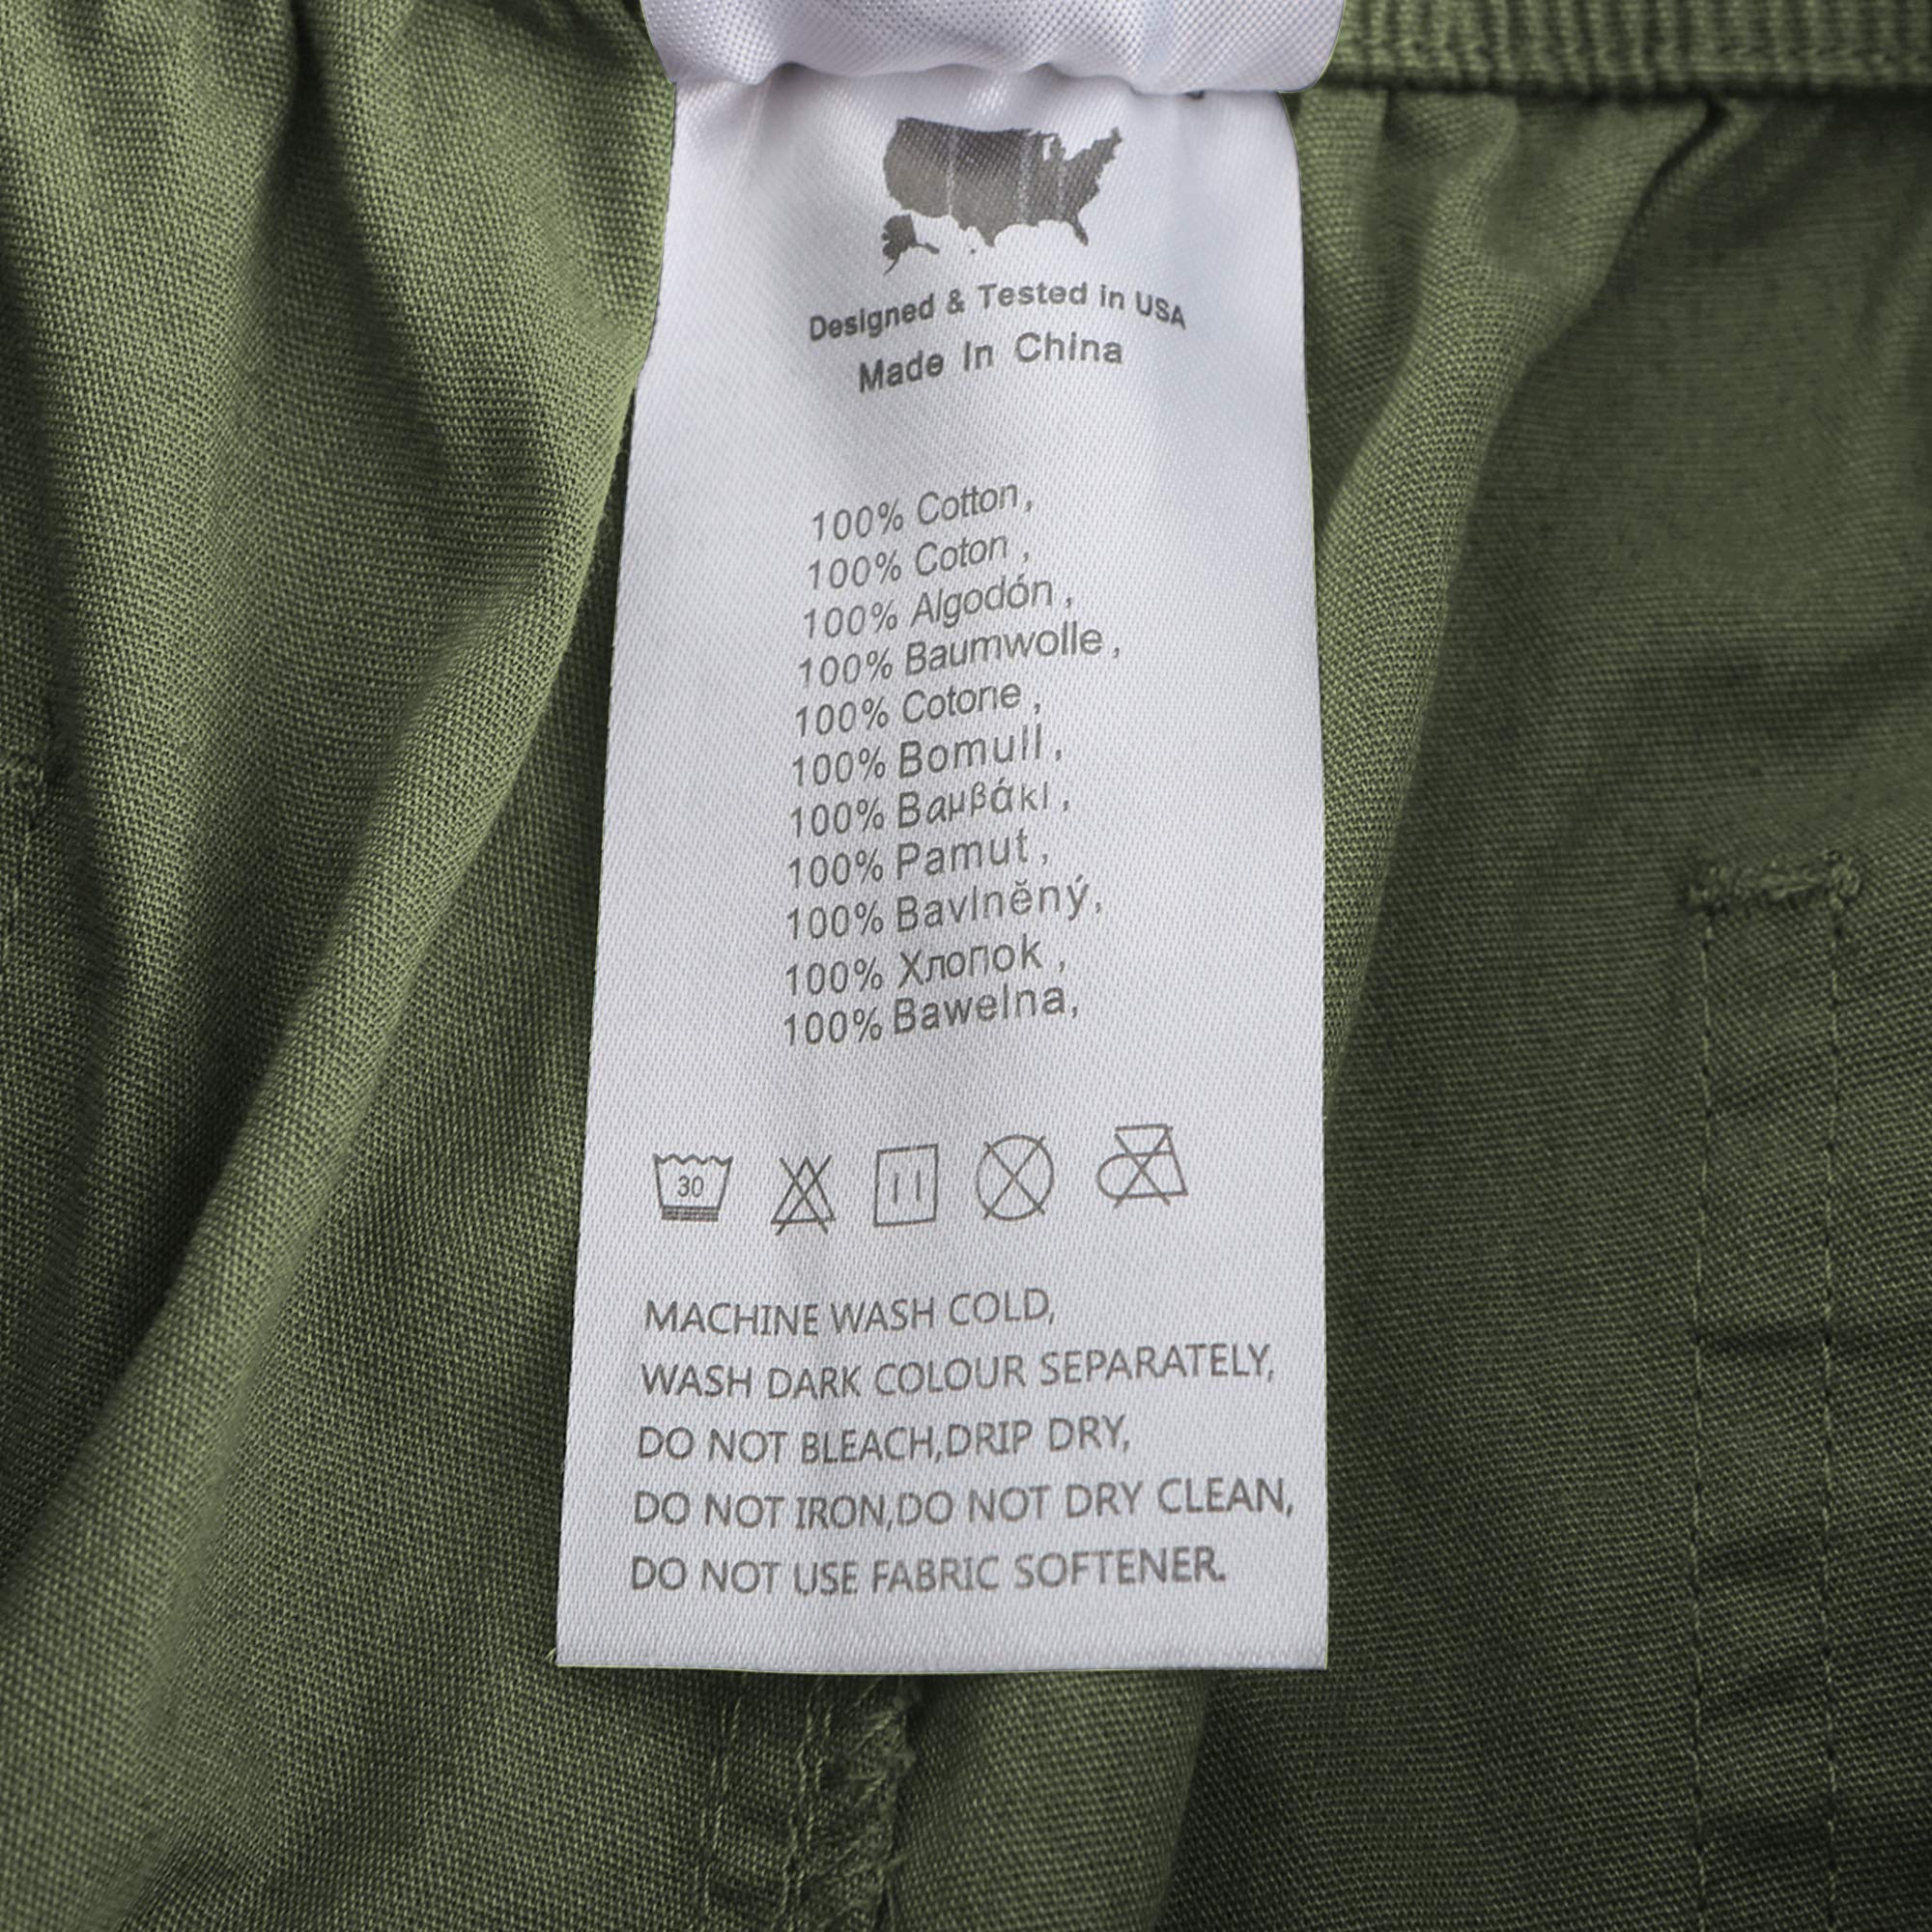 Designed & Tested in USA
Made In China
100% Cotton,
100% Coton ,
100% Algodón ,
100% Baumwolle ,
100% Cotone ,
100% Bomull ,
100% Βαμβάκι ,
100% Pamut ,
100% Bavlněný,
100% Хлопок ,
100% Bawelna,
30
MACHINE WASH COLD,
WASH DARK COLOUR SEPARATELY,
DO NOT BLEACH,DRIP DRY,
DO NOT IRON,DO NOT DRY CLEAN,
DO NOT USE FABRIC SOFTENER.